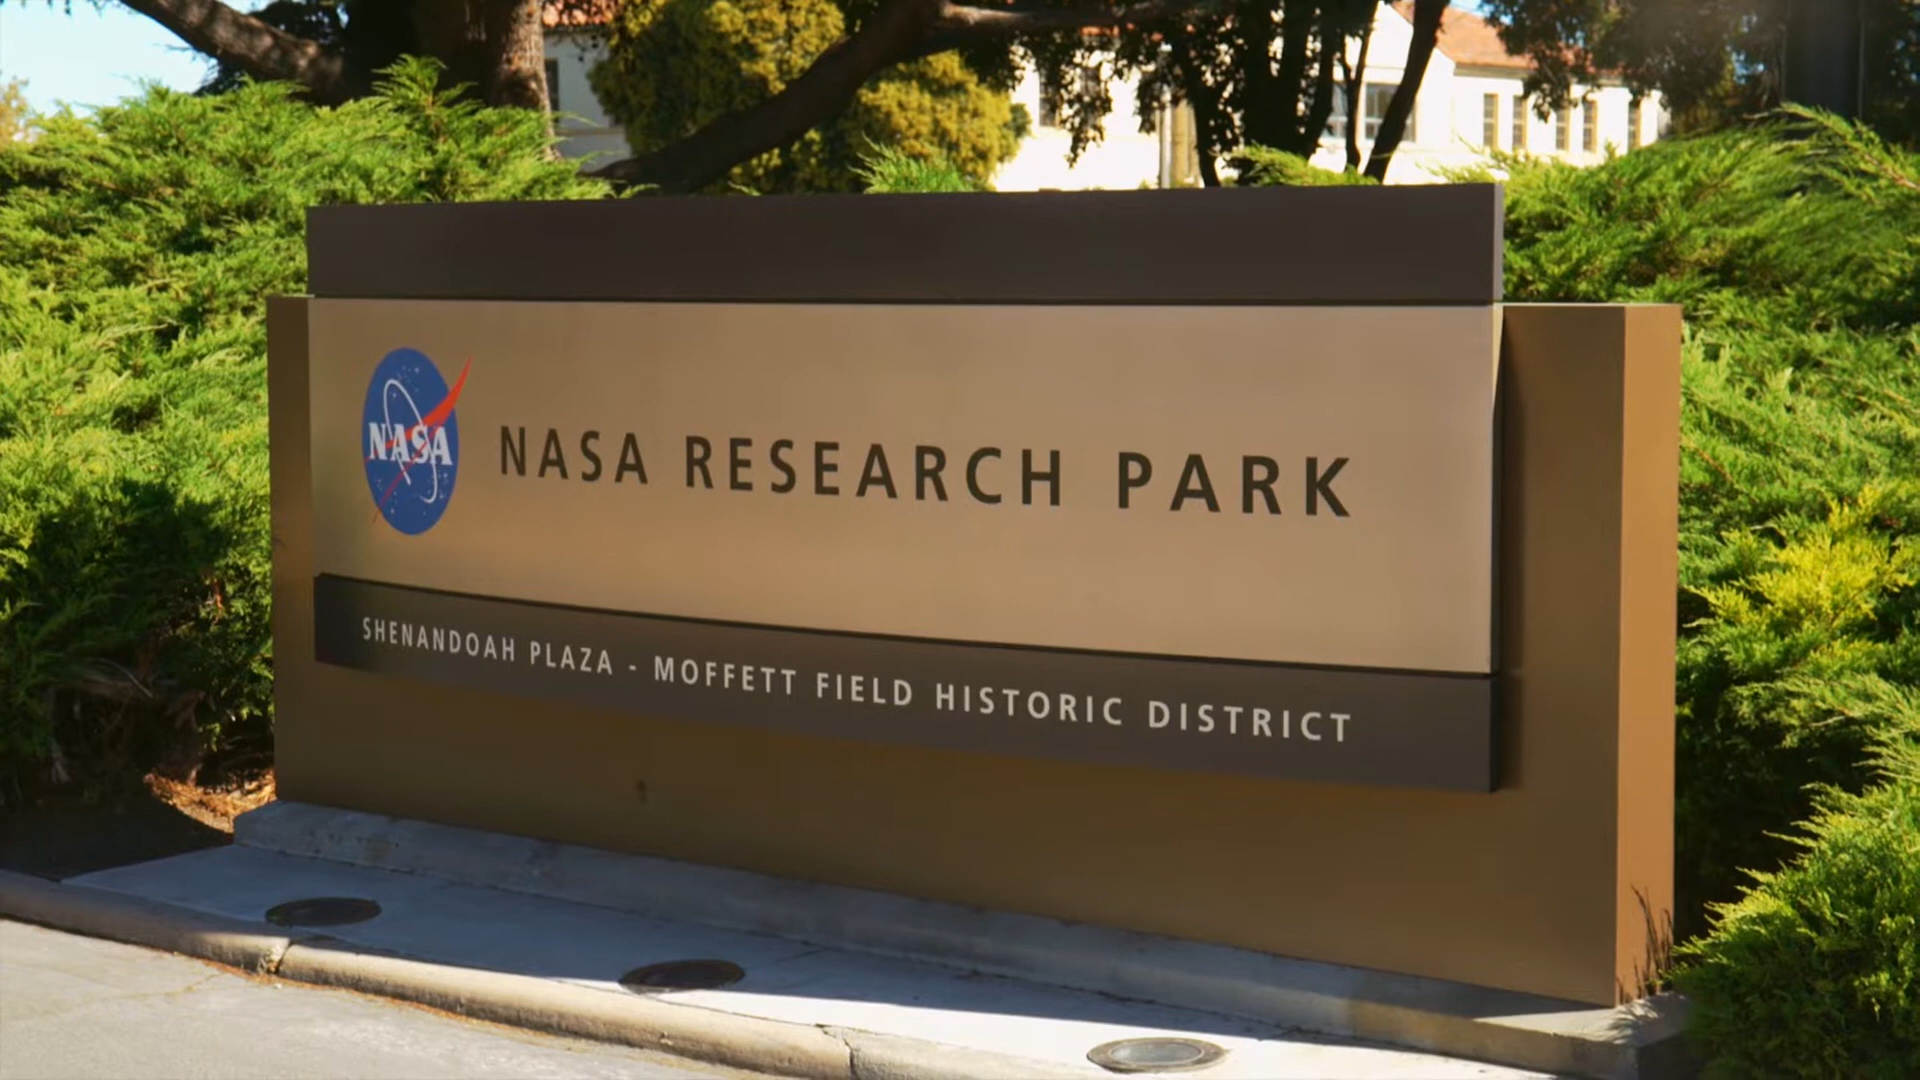 NASA
NASA RESEARCH PARK
SHENANDOAH PLAZA - MOFFETT FIELD HISTORIC DISTRICT